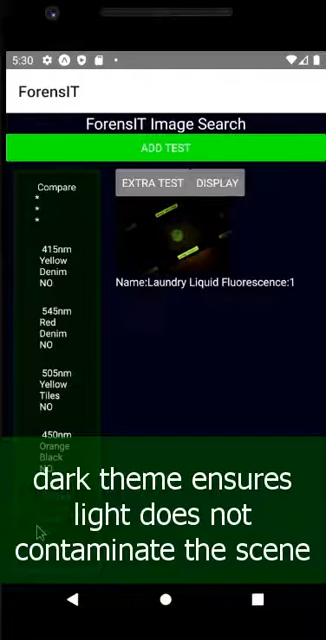 5:30
ForensIT
ForensIT Image Search
ADD TEST
Compare
*
*
*
415nm
Yellow
Denim
NO
545nm
Red
Denim
NO
505nm
Yellow
Tiles
NO
450nm
Orange
Black
NO
EXTRA TEST DISPLAY
Name:Laundry Liquid Fluorescence:1
dark theme ensures
light does not
contaminate the scene